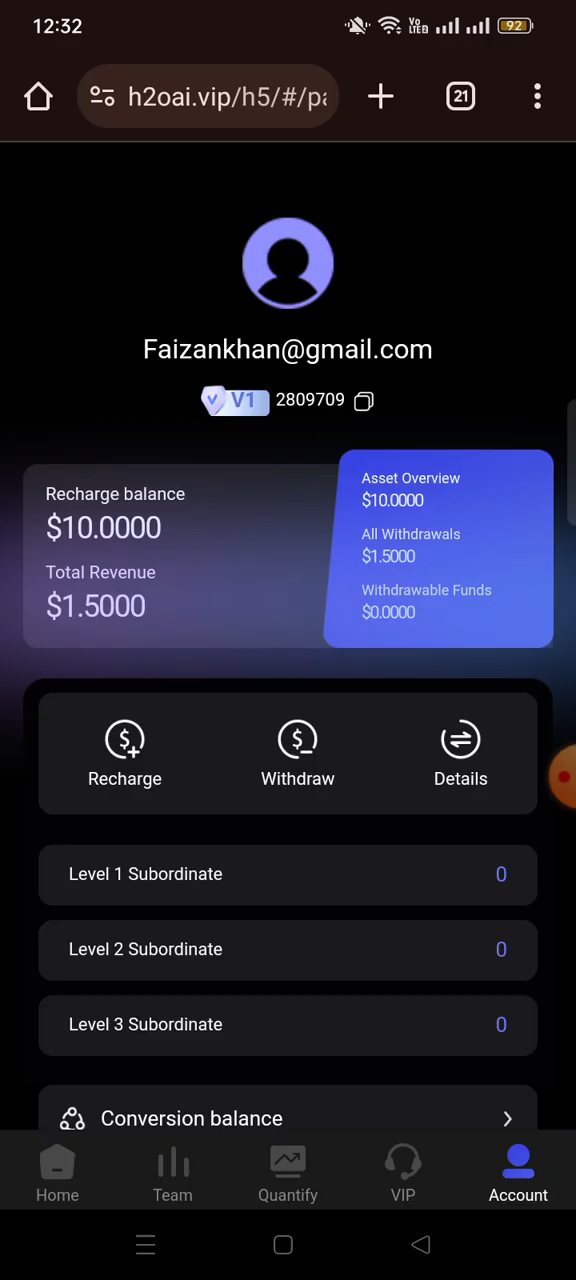 12:32
Vo
LTE2
92
h2oai.vip/h5/#/pa
21
Faizankhan@gmail.com
V1 2809709
Recharge balance
$10.0000
Total Revenue
$1.5000
Asset Overview
$10.0000
All Withdrawals
$1.5000
Withdrawable Funds
$0.0000
Recharge Withdraw Details
Level 1 Subordinate 0
Level 2 Subordinate 0
Level 3 Subordinate 0
Conversion balance
Home Team Quantify VIP Account